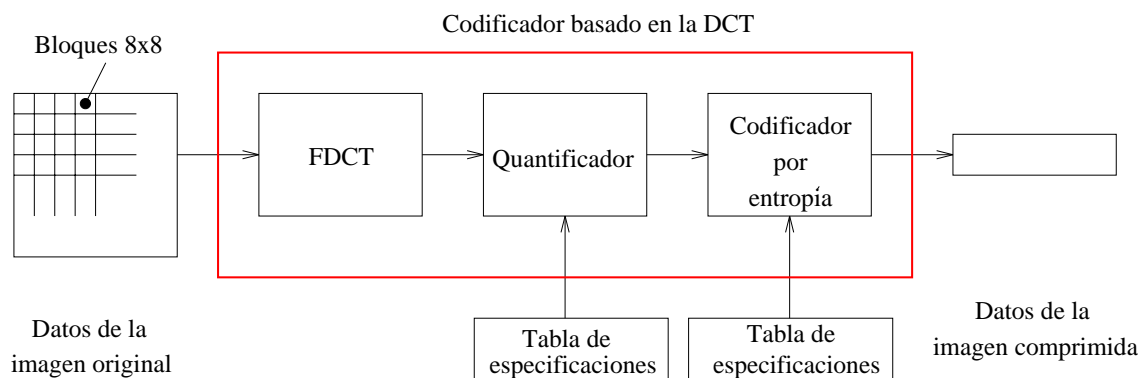 Codificador basado en la DCT
Bloques 8x8
FDCT
Quantificador
Codificador
por
entropía
Datos de la
imagen original
Tabla de
especificaciones
Tabla de
especificaciones
Datos de la
imagen comprimida